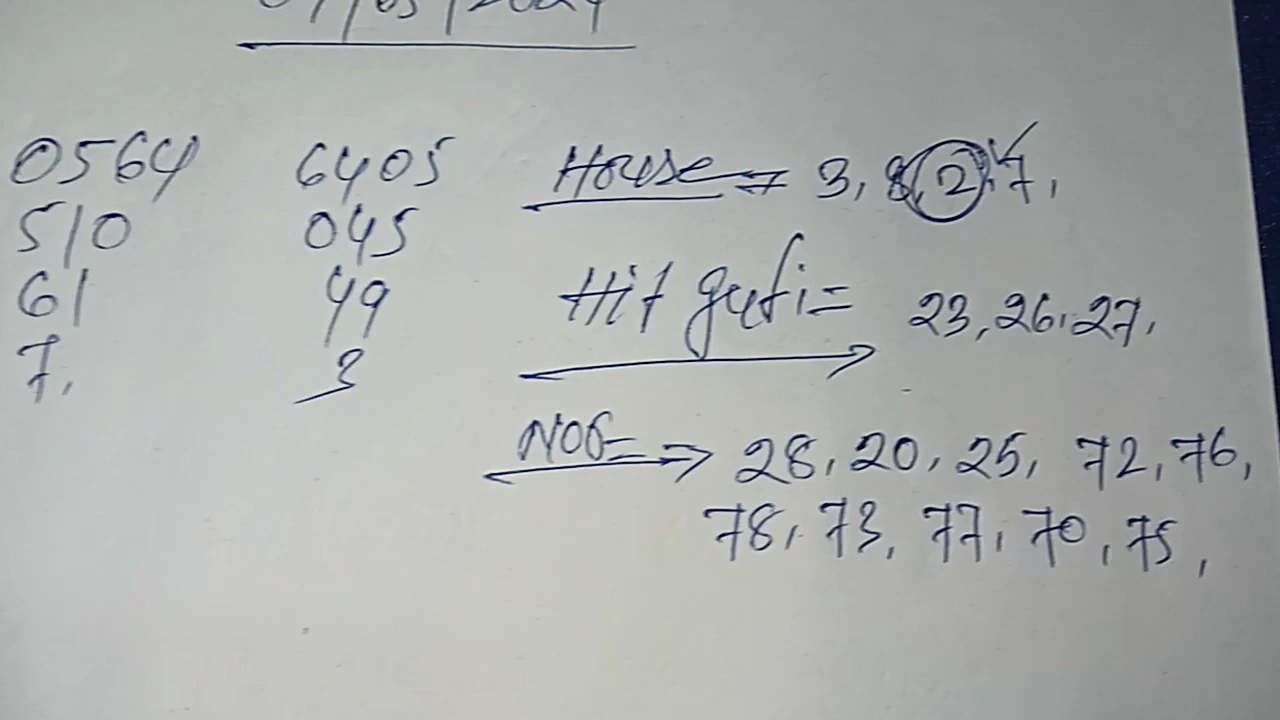 0564 6405 House = 3, 8, 2, 7,
510 045
61 49 Hit guti = 23, 26, 27,
7, 3
NOS = => 28, 20, 25, 72, 76,
78, 73, 77, 70, 75,